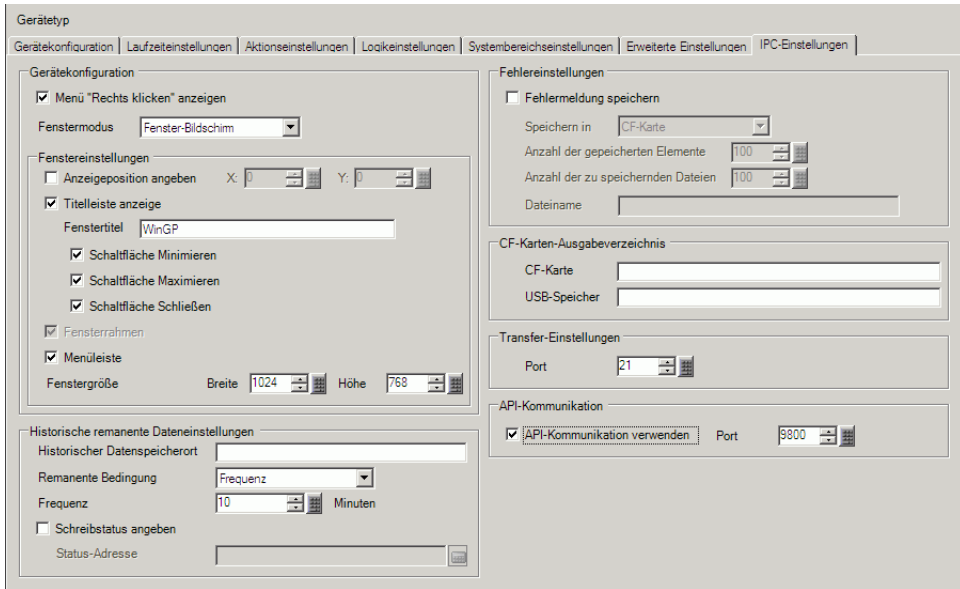 Gerätetyp
Gerätekonfiguration Laufzeiteinstellungen Aktionseinstellungen Logikeinstellungen Systembereichseinstellungen Erweiterte Einstellungen IPC-Einstellungen
Gerätekonfiguration
Menü "Rechts klicken" anzeigen
Fenstermodus Fenster-Bildschim
Fenstereinstellungen
Anzeigeposition angeben X: 0 Y: 0
Titelleiste anzeige
Fenstertitel WinGP
Schaltfläche Minimieren
Schaltfläche Maximieren
Schaltfläche Schließen
Fensterrahmen
Menüleiste
Fenstergröße Breite 1024 Höhe 768
Historische remanente Dateneinstellungen
Historischer Datenspeicherort
Remanente Bedingung Frequenz
Frequenz 10 Minuten
Schreibstatus angeben
Status-Adresse
Fehlereinstellungen
Fehlermeldung speichern
Speichern in CF-Karte
Anzahl der gepeicherten Elemente 100
Anzahl der zu speichernden Dateien 100
Dateiname
CF-Karten-Ausgabeverzeichnis
CF-Karte
USB-Speicher
Transfer-Einstellungen
Port 21
API-Kommunikation
API-Kommunikation verwenden Port 9800